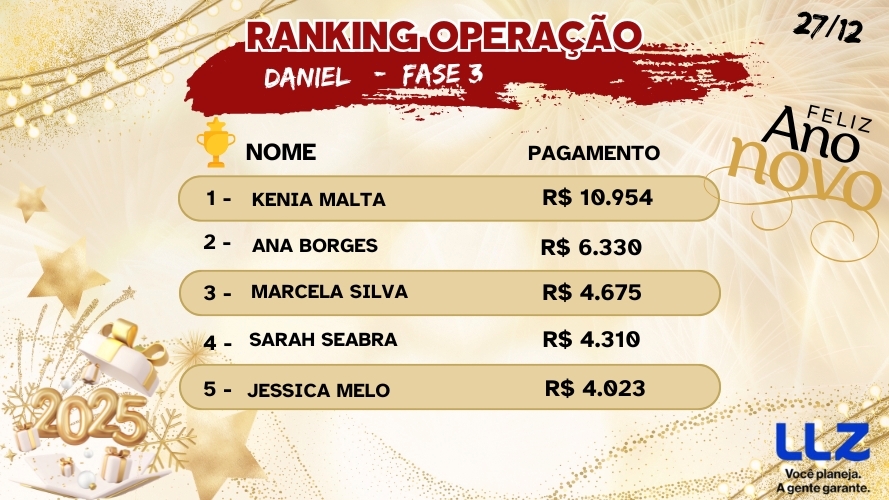 RANKING OPERAÇÃO
27/12
DANIEL - FASE 3
FELIZ
Ano
novo
NOME PAGAMENTO
1 - KENIA MALTA R$ 10.954
2 - ANA BORGES R$ 6.330
3 - MARCELA SILVA R$ 4.675
4 - SARAH SEABRA R$ 4.310
5 - JESSICA MELO R$ 4.023
2025
LLZ
Você planeja.
A gente garante.